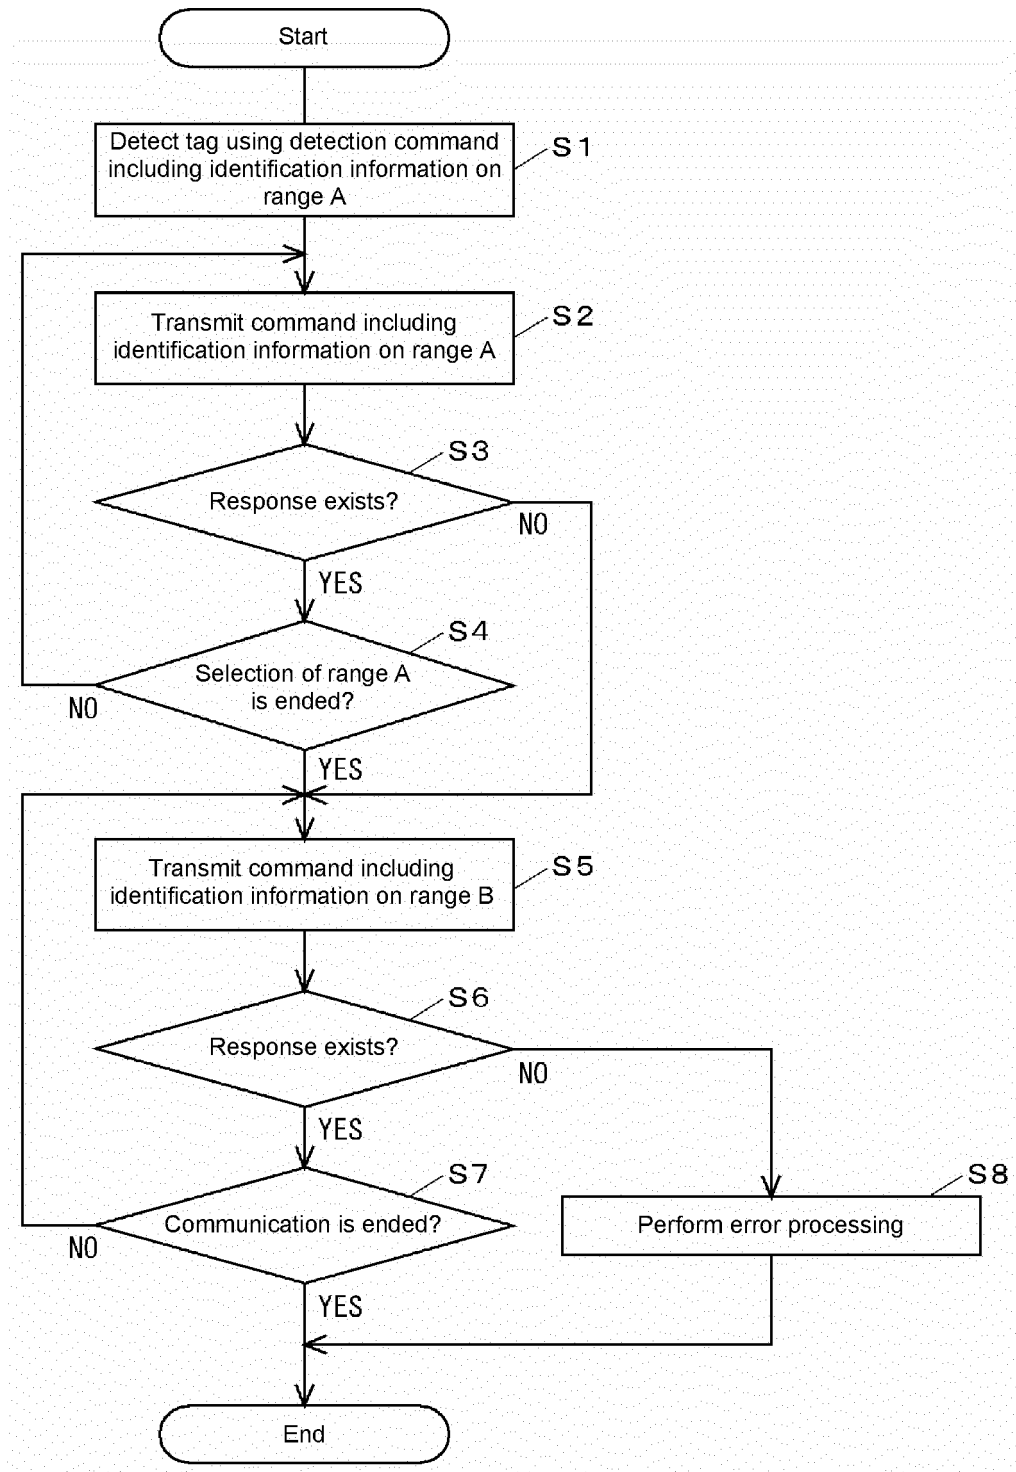 Start
Detect tag using detection command
including identification information on
range A
S1
Transmit command including
identification information on range A
S2
S3
Response exists?
NO
YES
S4
Selection of range A
is ended?
NO
YES
Transmit command including
identification information on range B
S5
S6
Response exists?
NO
YES
S7
Communication is ended?
NO
S8
Perform error processing
YES
End